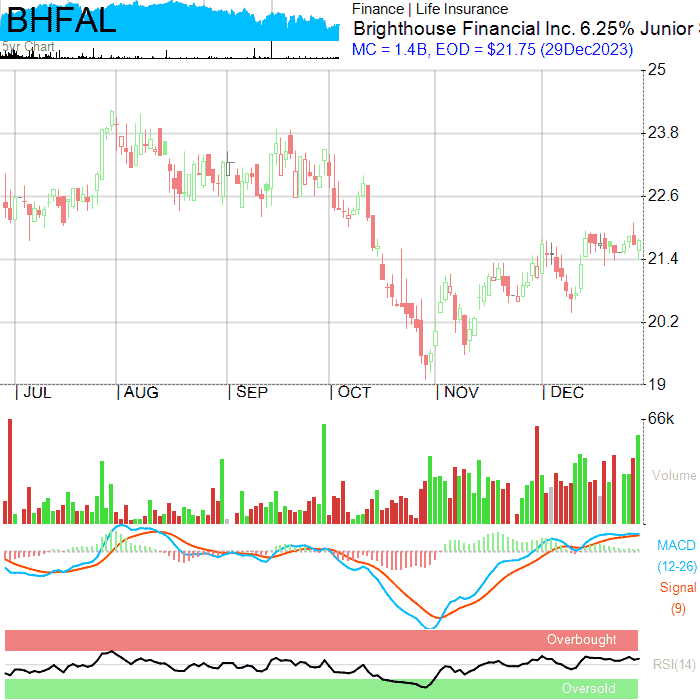 BHFAL
Finance | Life Insurance
Brighthouse Financial Inc. 6.25% Junior
5yr Chart
MC = 1.4B, EOD = $21.75 (29Dec2023)
25
23.8
22.6
21.4
20.2
19
| JUL | AUG | SEP | OCT | NOV | DEC
66k
Volume
MACD
(12-26)
Signal
(9)
Overbought
RSI(14)
Oversold